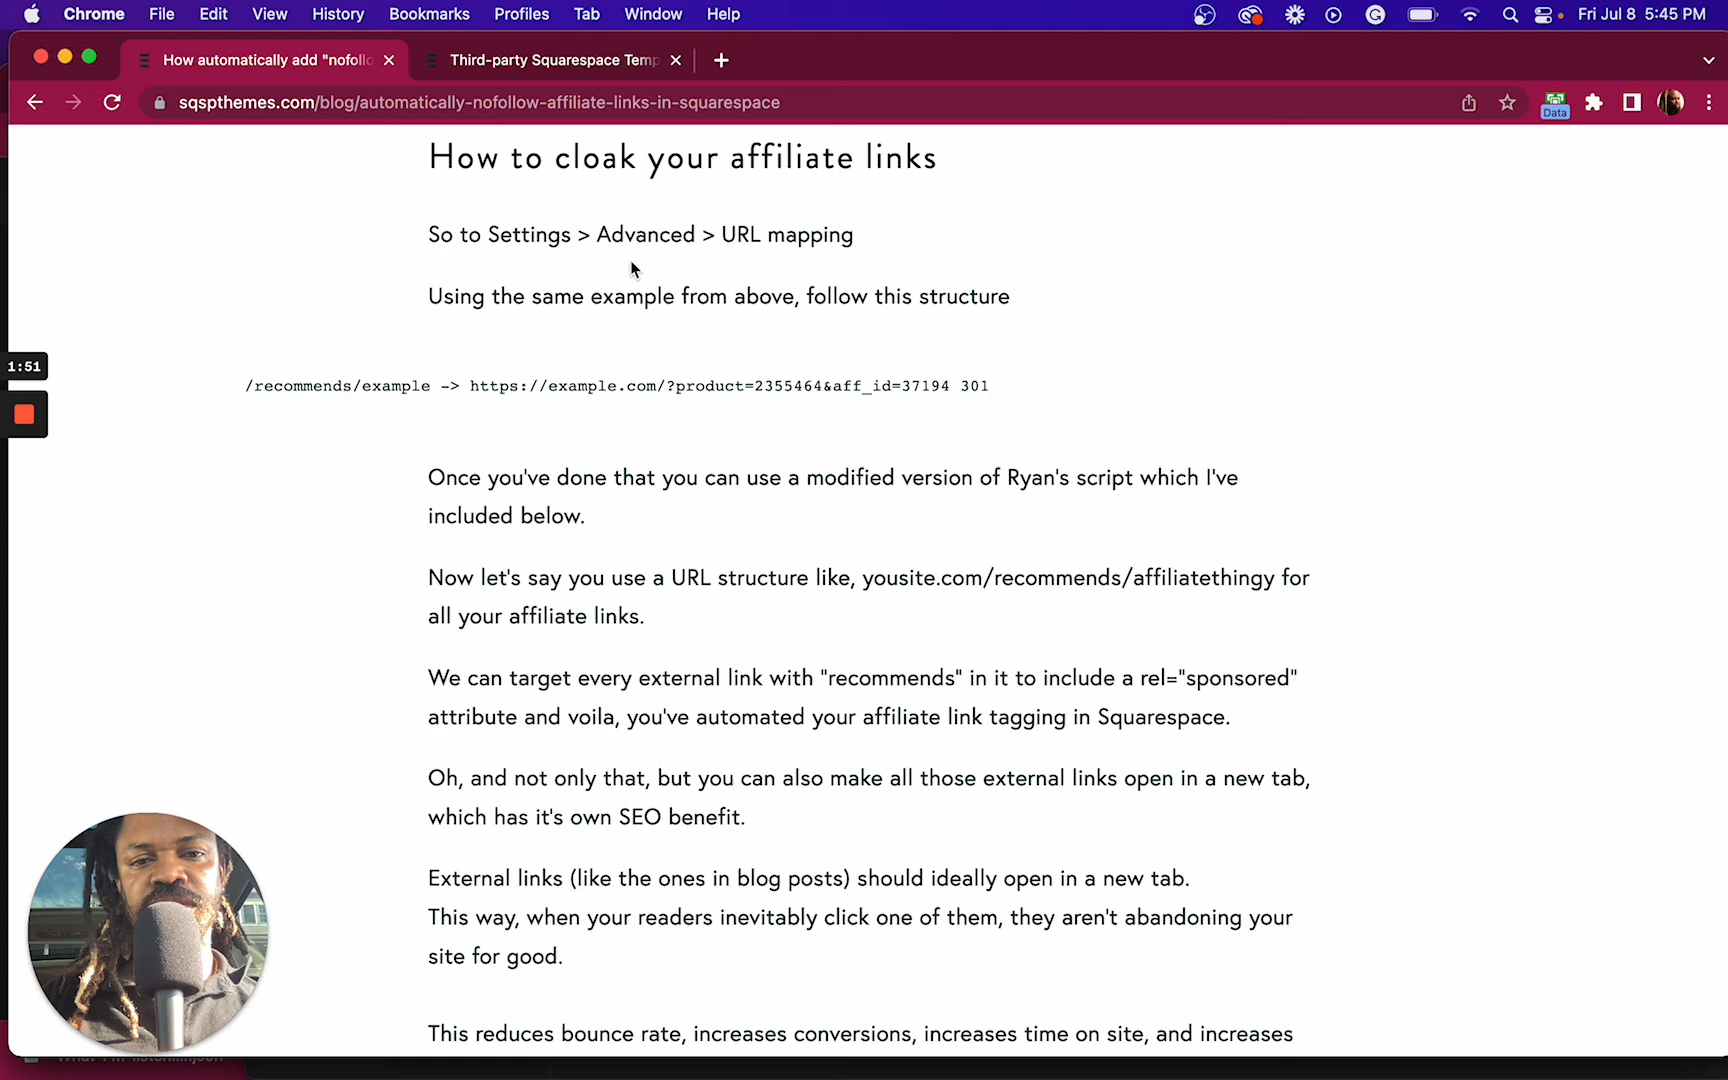 Chrome File Edit View History Bookmarks Profiles Tab Window Help Fri Jul 8 5:45 PM
How automatically add "nofollo Third-party Squarespace Temp
sqspthemes.com/blog/automatically-nofollow-affiliate-links-in-squarespace
Data
How to cloak your affiliate links
So to Settings > Advanced > URL mapping
Using the same example from above, follow this structure
1:51
/recommends/example -> https://example.com/?product=2355464&aff_id=37194 301
Once you've done that you can use a modified version of Ryan's script which I've
included below.
Now let's say you use a URL structure like, yousite.com/recommends/affiliatethingy for
all your affiliate links.
We can target every external link with "recommends" in it to include a rel="sponsored"
attribute and voila, you've automated your affiliate link tagging in Squarespace.
Oh, and not only that, but you can also make all those external links open in a new tab,
which has it's own SEO benefit.
External links (like the ones in blog posts) should ideally open in a new tab.
This way, when your readers inevitably click one of them, they aren't abandoning your
site for good.
This reduces bounce rate, increases conversions, increases time on site, and increases